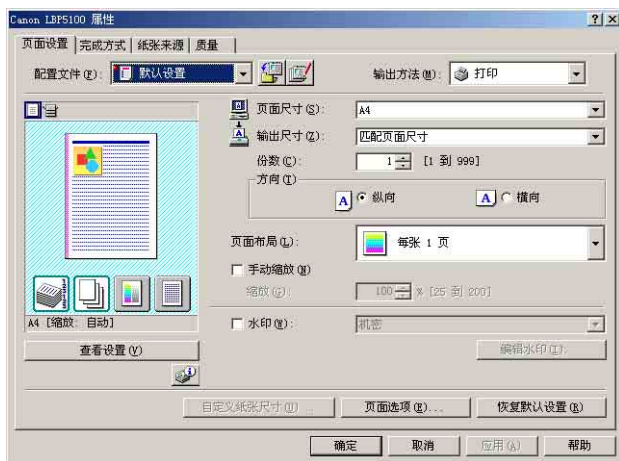 Canon LBP5100 属性
页面设置 完成方式 纸张来源 质量
配置文件(F): 默认设置 输出方法(M): 打印
页面尺寸(S): A4
输出尺寸(Z): 匹配页面尺寸
份数(C): 1 [1 到 999]
方向(T)
A 纵向 A 横向
页面布局(L): 每张 1 页
手动缩放(N)
缩放(G): 100 % [25 到 200]
A4 [缩放: 自动]
水印(W): 机密
查看设置(V) 编辑水印(I)...
自定义纸张尺寸(U)... 页面选项(E)... 恢复默认设置(R)
确定 取消 应用(A) 帮助